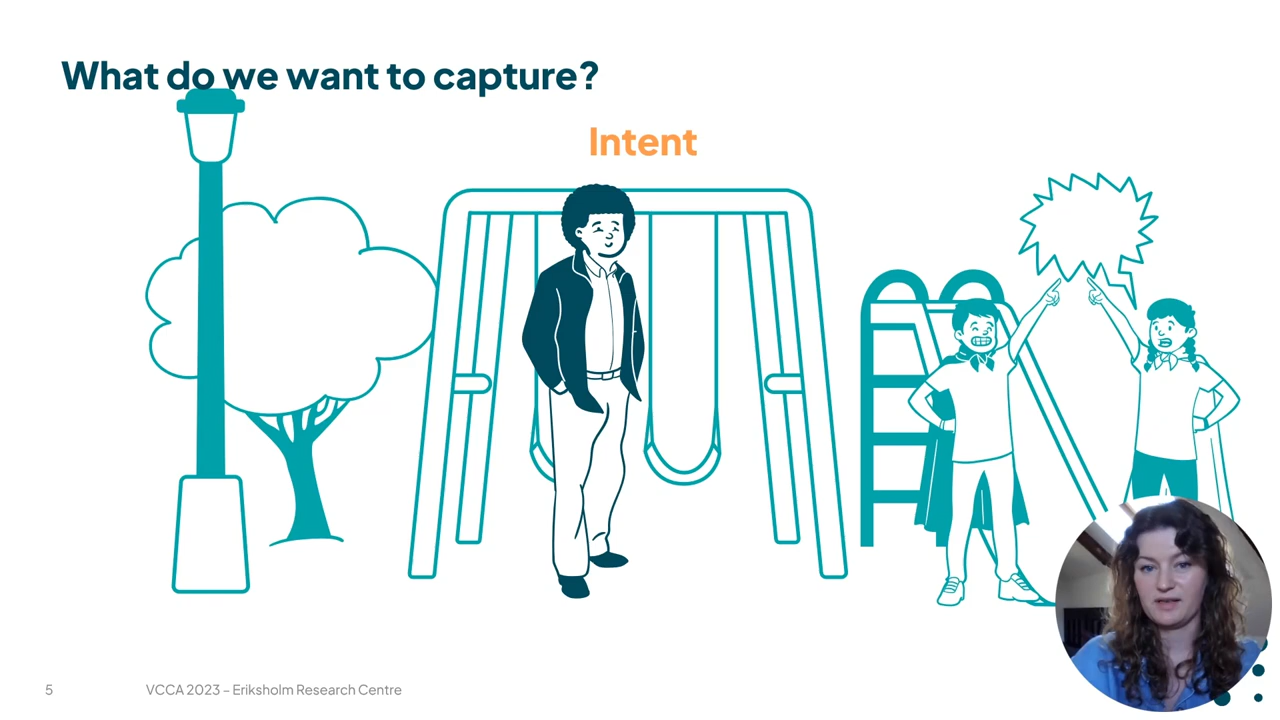 What do we want to capture?
Intent
5
VCCA 2023 – Eriksholm Research Centre